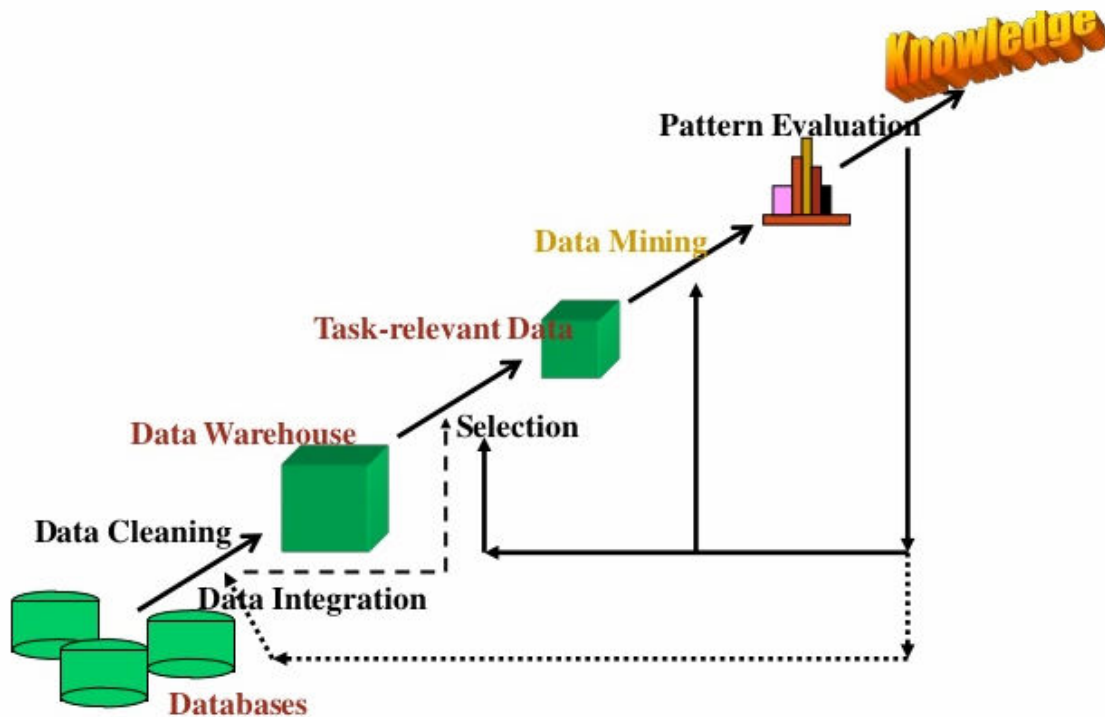 Knowledge
Pattern Evaluation
Data Mining
Task-relevant Data
Selection
Data Warehouse
Data Cleaning
Data Integration
Databases